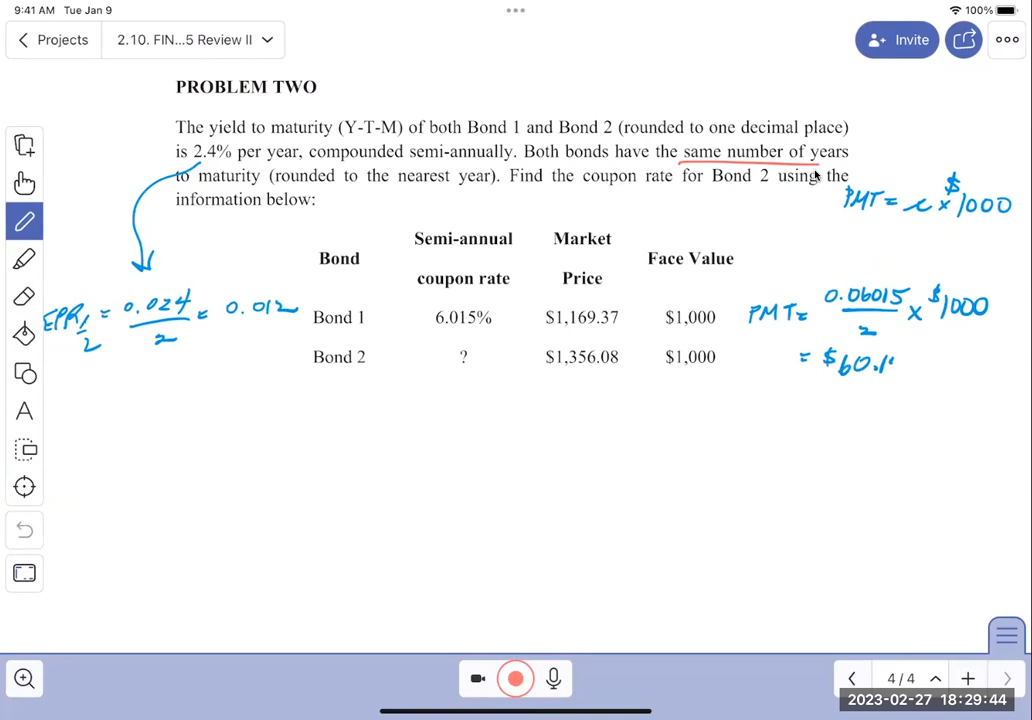 9:41 AM Tue Jan 9
100%
Projects
2.10. FIN...5 Review II
Invite
PROBLEM TWO
The yield to maturity (Y-T-M) of both Bond 1 and Bond 2 (rounded to one decimal place)
is 2.4% per year, compounded semi-annually. Both bonds have the same number of years
to maturity (rounded to the nearest year). Find the coupon rate for Bond 2 using the
information below:
PMT = c × $1000
Bond
Semi-annual
coupon rate
Market
Price
Face Value
EPR 1/2 = 0.024/2 = 0.012
Bond 1 6.015% $1,169.37 $1,000
PMT = 0.06015/2 × $1000
Bond 2 ? $1,356.08 $1,000
= $60.1
A
4 / 4
2023-02-27 18:29:44